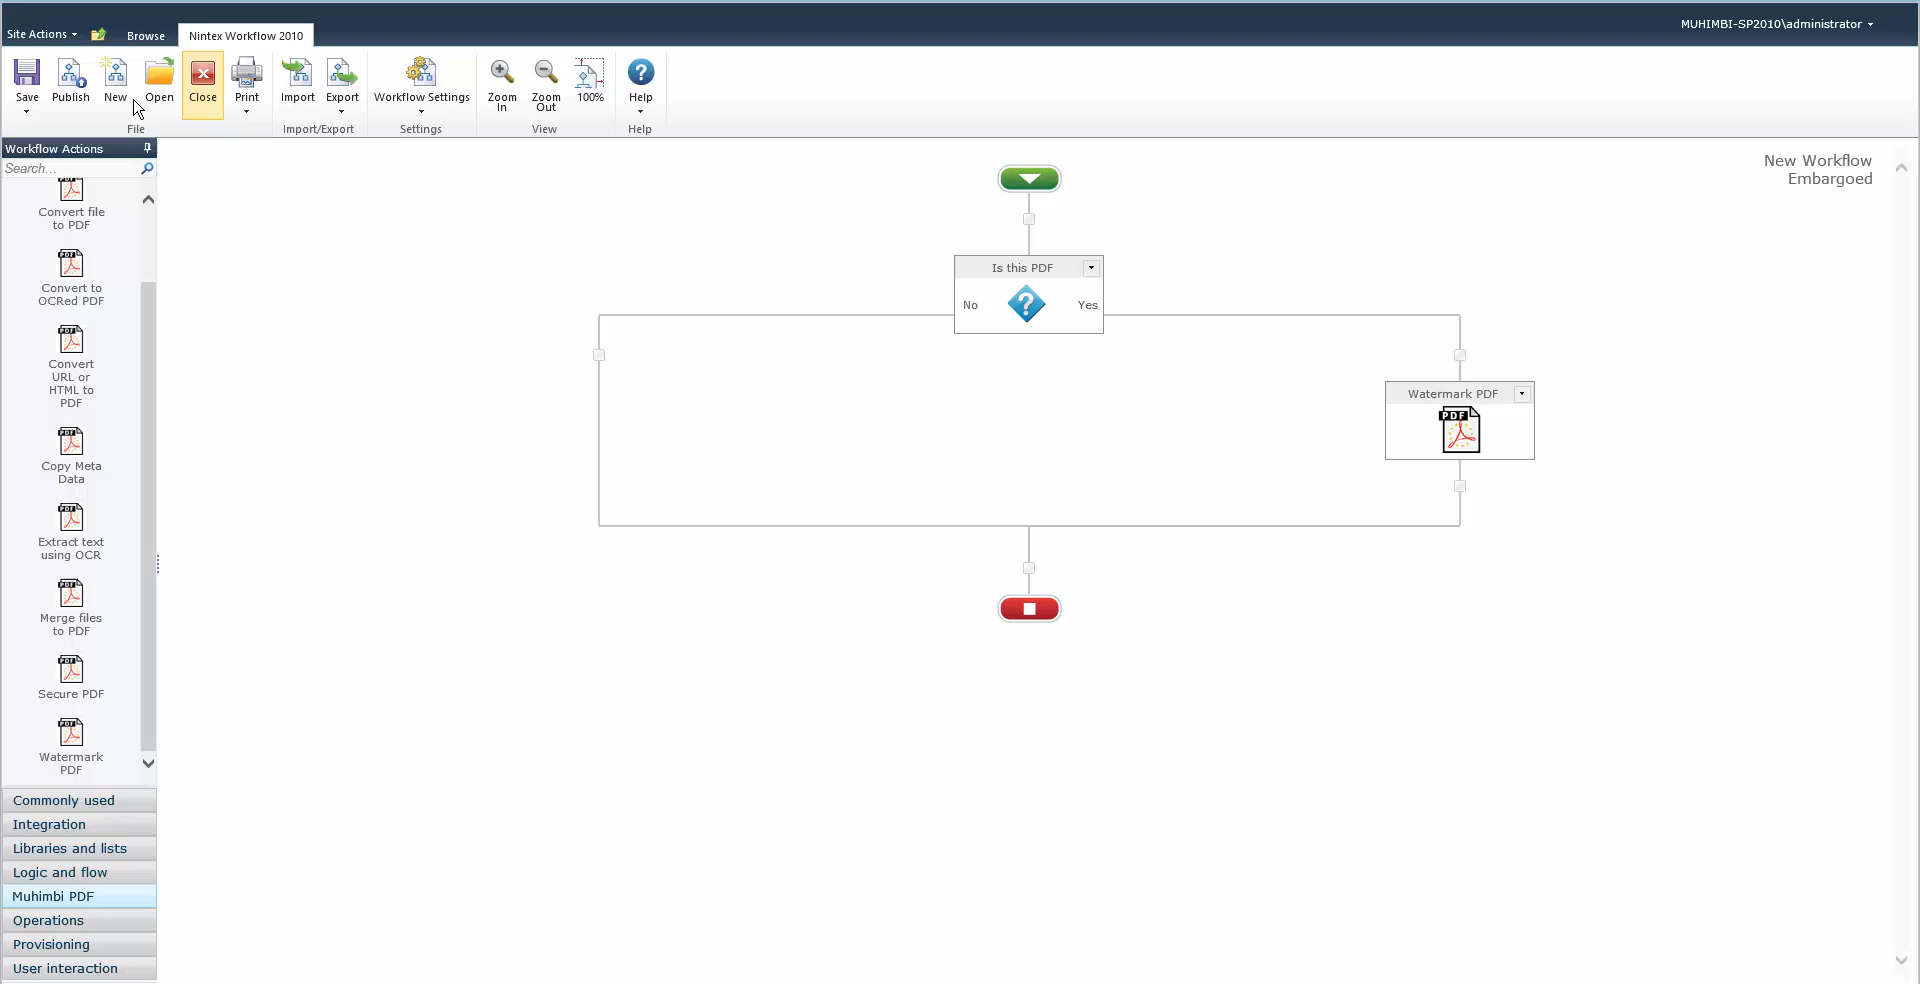 MUHIMBI-SP2010\administrator
Site Actions
Browse
Nintex Workflow 2010
Save
Publish
New
Open
Close
Print
Import
Export
Workflow Settings
Zoom
In
Zoom
Out
100%
Help
File
Import/Export
Settings
View
Help
Workflow Actions
Search...
New Workflow
Embargoed
Convert file
to PDF
Convert to
OCRed PDF
Convert
URL or
HTML to
PDF
Copy Meta
Data
Extract text
using OCR
Merge files
to PDF
Secure PDF
Watermark
PDF
Commonly used
Integration
Libraries and lists
Logic and flow
Muhimbi PDF
Operations
Provisioning
User interaction
Is this PDF
No
Yes
Watermark PDF
PDF